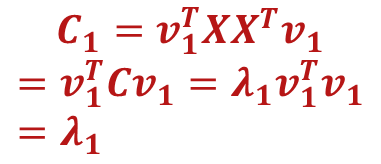 C₁ = v₁ᵀXXᵀv₁
= v₁ᵀCv₁ = λ₁v₁ᵀv₁
= λ₁